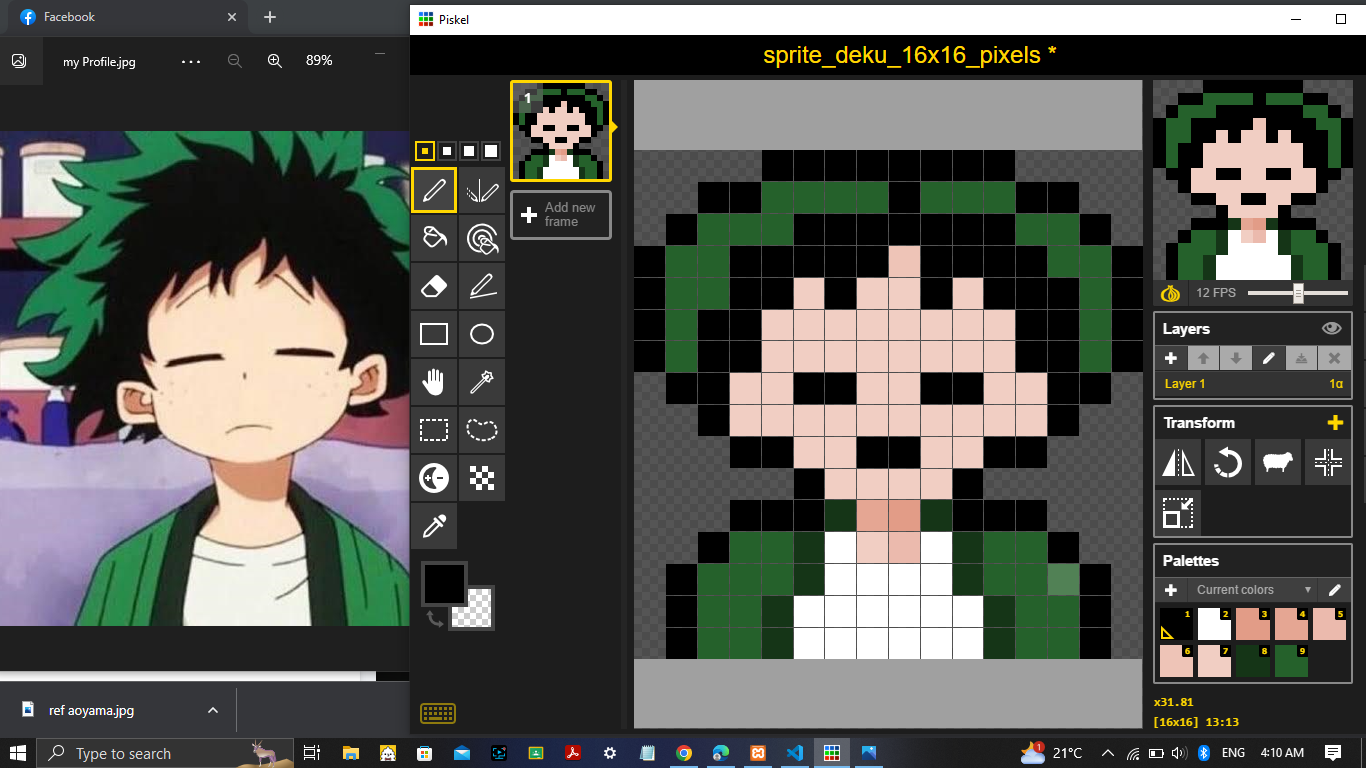 Facebook
Piskel
my Profile.jpg
89%
sprite_deku_16x16_pixels *
1
Add new
frame
12 FPS
Layers
Layer 1
1α
Transform
Palettes
Current colors
1
2
3
4
5
6
7
8
9
x31.81
[16x16] 13:13
ref aoyama.jpg
Type to search
1
21°C
ENG
4:10 AM